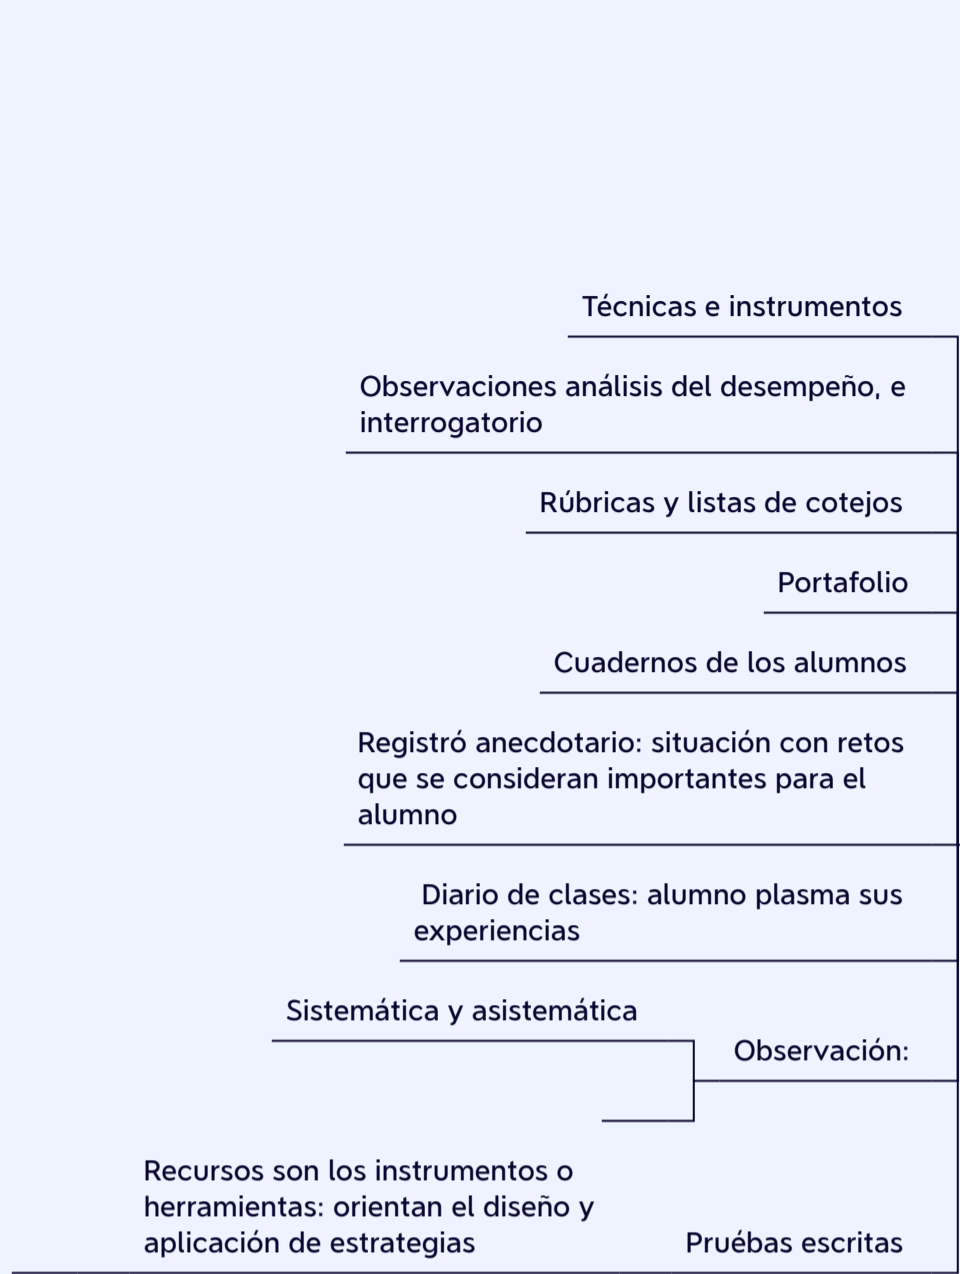 Técnicas e instrumentos
Observaciones análisis del desempeño, e
interrogatorio
Rúbricas y listas de cotejos
Portafolio
Cuadernos de los alumnos
Registró anecdotario: situación con retos
que se consideran importantes para el
alumno
Diario de clases: alumno plasma sus
experiencias
Sistemática y asistemática
Observación:
Recursos son los instrumentos o
herramientas: orientan el diseño y
aplicación de estrategias
Pruébas escritas